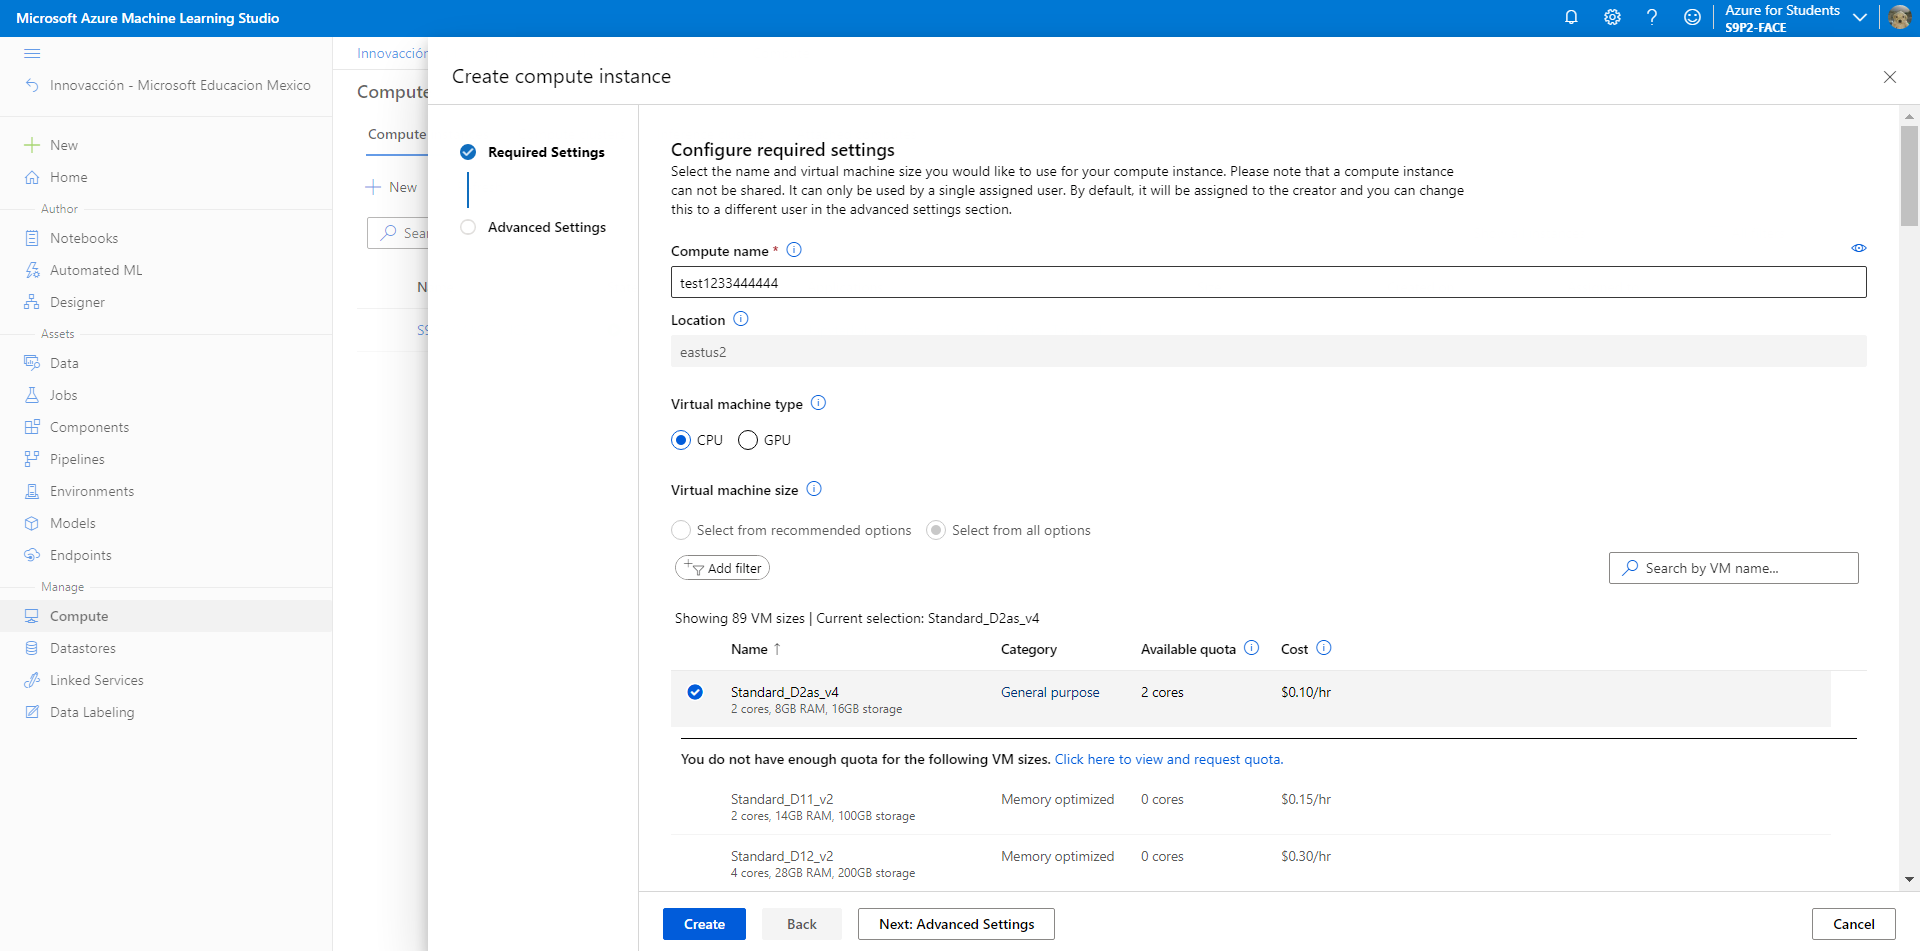 Microsoft Azure Machine Learning Studio
Azure for Students
S9P2-FACE
Innovacción - Microsoft Educacion Mexico
New
Home
Author
Notebooks
Automated ML
Designer
Assets
Data
Jobs
Components
Pipelines
Environments
Models
Endpoints
Manage
Compute
Datastores
Linked Services
Data Labeling
Innovacción
Compute
Compute
New
Sear
N
S9
Create compute instance
Required Settings
Advanced Settings
Configure required settings
Select the name and virtual machine size you would like to use for your compute instance. Please note that a compute instance
can not be shared. It can only be used by a single assigned user. By default, it will be assigned to the creator and you can change
this to a different user in the advanced settings section.
Compute name *
test1233444444
Location
eastus2
Virtual machine type
CPU GPU
Virtual machine size
Select from recommended options Select from all options
Add filter Search by VM name...
Showing 89 VM sizes | Current selection: Standard_D2as_v4
Name ↑ Category Available quota Cost
Standard_D2as_v4 General purpose 2 cores $0.10/hr
2 cores, 8GB RAM, 16GB storage
You do not have enough quota for the following VM sizes. Click here to view and request quota.
Standard_D11_v2 Memory optimized 0 cores $0.15/hr
2 cores, 14GB RAM, 100GB storage
Standard_D12_v2 Memory optimized 0 cores $0.30/hr
4 cores, 28GB RAM, 200GB storage
Create Back Next: Advanced Settings Cancel